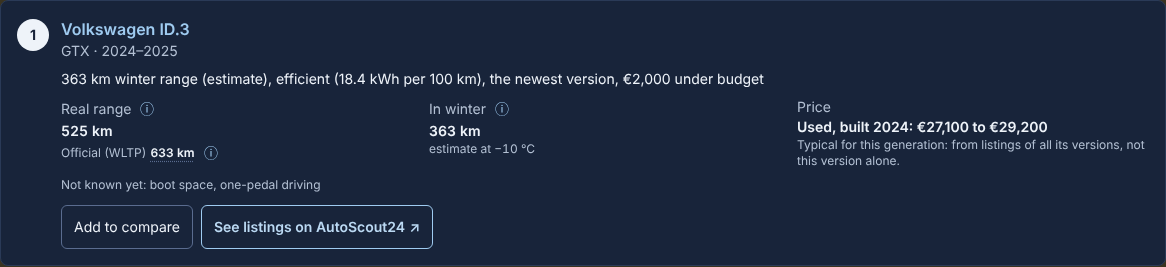 1
Volkswagen ID.3
GTX · 2024–2025
363 km winter range (estimate), efficient (18.4 kWh per 100 km), the newest version, €2,000 under budget
Real range ⓘ
525 km
Official (WLTP) 633 km ⓘ
In winter ⓘ
363 km
estimate at −10 °C
Price
Used, built 2024: €27,100 to €29,200
Typical for this generation: from listings of all its versions, not
this version alone.
Not known yet: boot space, one-pedal driving
Add to compare
See listings on AutoScout24 ↗